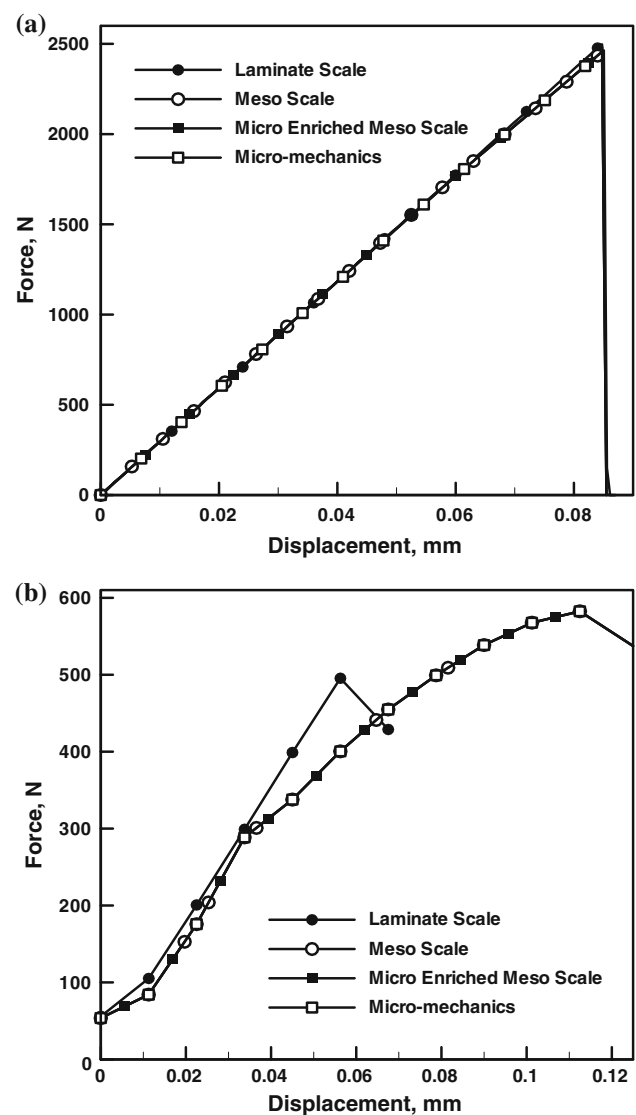 (a)
2500
2000
1500
1000
500
0
Force, N
Laminate Scale
Meso Scale
Micro Enriched Meso Scale
Micro-mechanics
0 0.02 0.04 0.06 0.08
Displacement, mm
(b)
600
500
400
300
200
100
0
Force, N
Laminate Scale
Meso Scale
Micro Enriched Meso Scale
Micro-mechanics
0.00 0.02 0.04 0.06 0.08 0.1 0.12
Displacement, mm